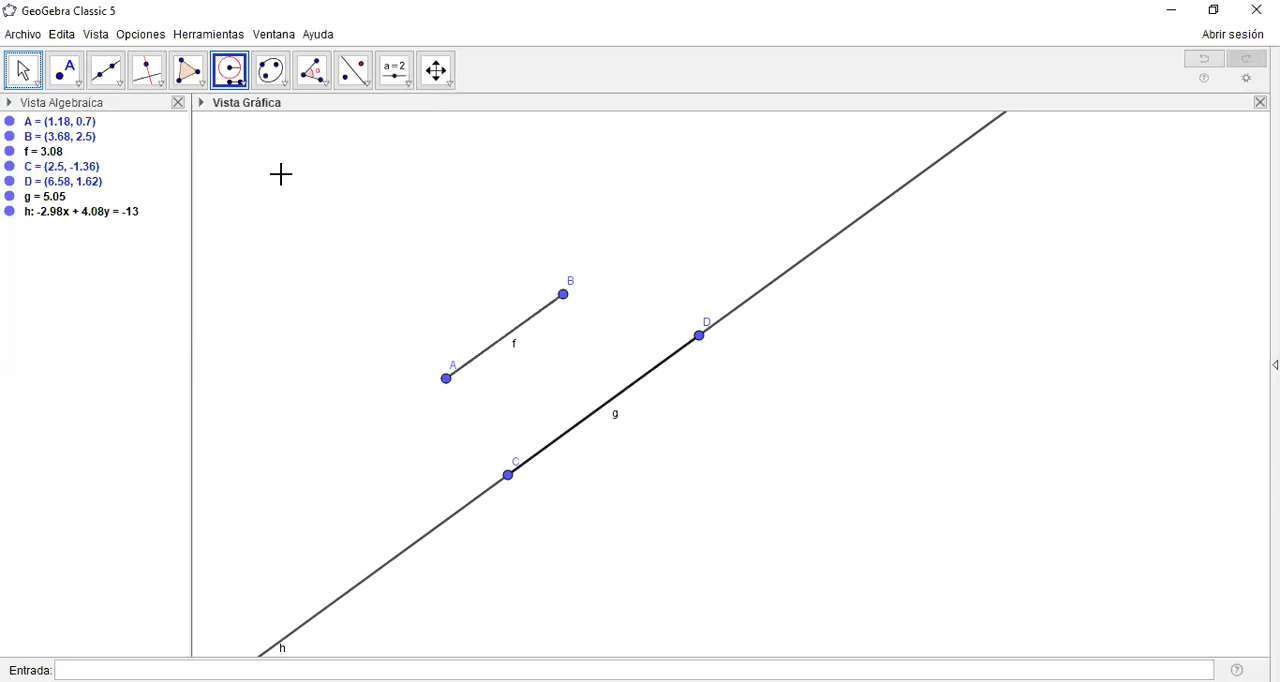 GeoGebra Classic 5
Archivo Edita Vista Opciones Herramientas Ventana Ayuda
Abrir sesión
A
α
a=2
Vista Algebraica
Vista Gráfica
A = (1.18, 0.7)
B = (3.68, 2.5)
f = 3.08
C = (2.5, -1.36)
D = (6.58, 1.62)
g = 5.05
h: -2.98x + 4.08y = -13
B
D
f
A
g
C
h
Entrada: